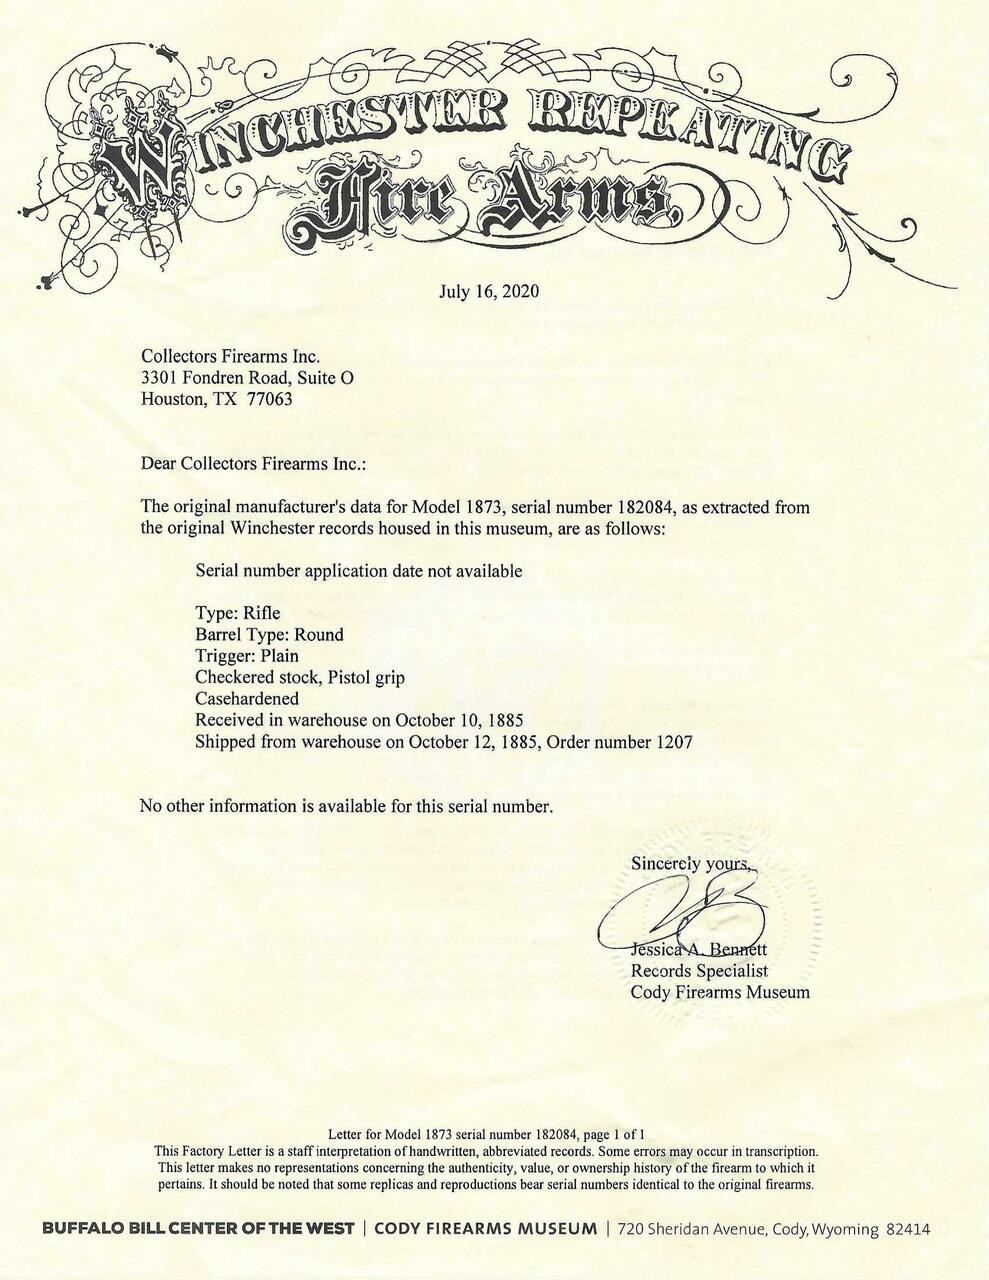 WINCHESTER REPEATING
Fire Arms,
July 16, 2020
Collectors Firearms Inc.
3301 Fondren Road, Suite O
Houston, TX 77063
Dear Collectors Firearms Inc.:
The original manufacturer's data for Model 1873, serial number 182084, as extracted from
the original Winchester records housed in this museum, are as follows:
Serial number application date not available
Type: Rifle
Barrel Type: Round
Trigger: Plain
Checkered stock, Pistol grip
Casehardened
Received in warehouse on October 10, 1885
Shipped from warehouse on October 12, 1885, Order number 1207
No other information is available for this serial number.
Sincerely yours,
Jessica A. Bennett
Records Specialist
Cody Firearms Museum
Letter for Model 1873 serial number 182084, page 1 of 1
This Factory Letter is a staff interpretation of handwritten, abbreviated records. Some errors may occur in transcription.
This letter makes no representations concerning the authenticity, value, or ownership history of the firearm to which it
pertains. It should be noted that some replicas and reproductions bear serial numbers identical to the original firearms.
BUFFALO BILL CENTER OF THE WEST | CODY FIREARMS MUSEUM | 720 Sheridan Avenue, Cody, Wyoming 82414